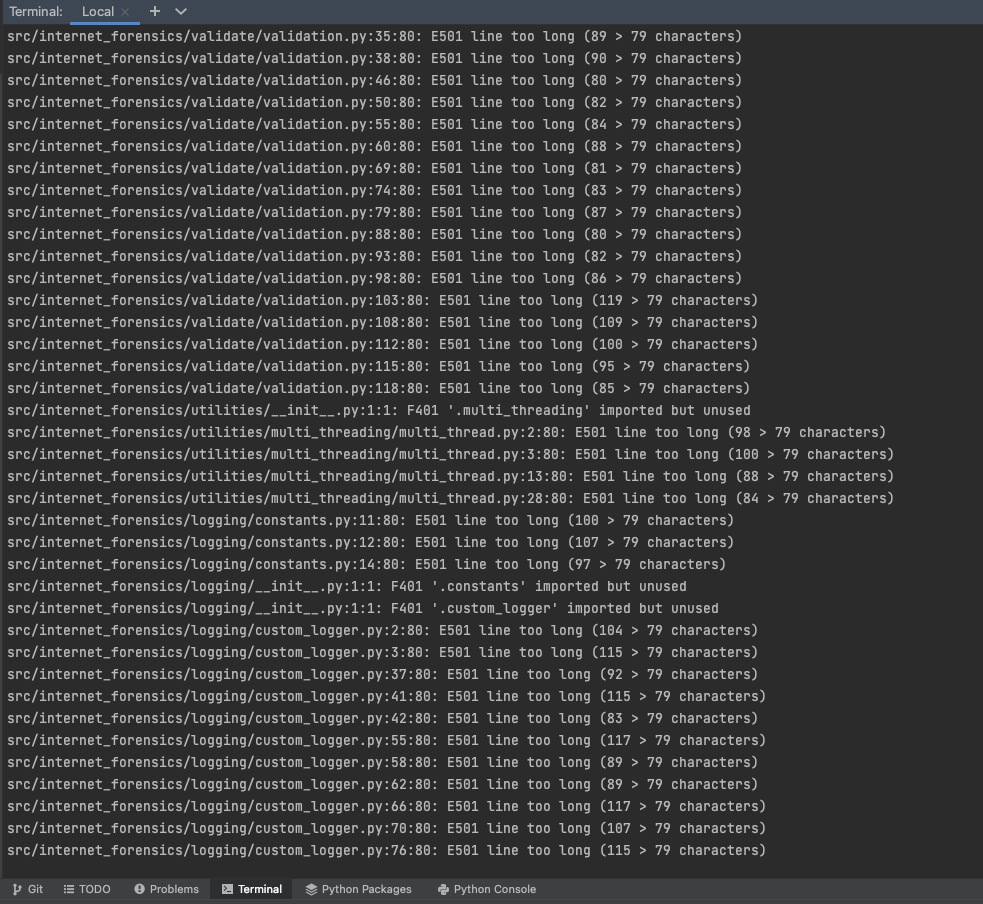 Terminal: Local × + 
src/internet_forensics/validate/validation.py:35:80: E501 line too long (89 > 79 characters)
src/internet_forensics/validate/validation.py:38:80: E501 line too long (90 > 79 characters)
src/internet_forensics/validate/validation.py:46:80: E501 line too long (80 > 79 characters)
src/internet_forensics/validate/validation.py:50:80: E501 line too long (82 > 79 characters)
src/internet_forensics/validate/validation.py:55:80: E501 line too long (84 > 79 characters)
src/internet_forensics/validate/validation.py:60:80: E501 line too long (88 > 79 characters)
src/internet_forensics/validate/validation.py:69:80: E501 line too long (81 > 79 characters)
src/internet_forensics/validate/validation.py:74:80: E501 line too long (83 > 79 characters)
src/internet_forensics/validate/validation.py:79:80: E501 line too long (87 > 79 characters)
src/internet_forensics/validate/validation.py:88:80: E501 line too long (80 > 79 characters)
src/internet_forensics/validate/validation.py:93:80: E501 line too long (82 > 79 characters)
src/internet_forensics/validate/validation.py:98:80: E501 line too long (86 > 79 characters)
src/internet_forensics/validate/validation.py:103:80: E501 line too long (119 > 79 characters)
src/internet_forensics/validate/validation.py:108:80: E501 line too long (109 > 79 characters)
src/internet_forensics/validate/validation.py:112:80: E501 line too long (100 > 79 characters)
src/internet_forensics/validate/validation.py:115:80: E501 line too long (95 > 79 characters)
src/internet_forensics/validate/validation.py:118:80: E501 line too long (85 > 79 characters)
src/internet_forensics/utilities/__init__.py:1:1: F401 '.multi_threading' imported but unused
src/internet_forensics/utilities/multi_threading/multi_thread.py:2:80: E501 line too long (98 > 79 characters)
src/internet_forensics/utilities/multi_threading/multi_thread.py:3:80: E501 line too long (100 > 79 characters)
src/internet_forensics/utilities/multi_threading/multi_thread.py:13:80: E501 line too long (88 > 79 characters)
src/internet_forensics/utilities/multi_threading/multi_thread.py:28:80: E501 line too long (84 > 79 characters)
src/internet_forensics/logging/constants.py:11:80: E501 line too long (100 > 79 characters)
src/internet_forensics/logging/constants.py:12:80: E501 line too long (107 > 79 characters)
src/internet_forensics/logging/constants.py:14:80: E501 line too long (97 > 79 characters)
src/internet_forensics/logging/__init__.py:1:1: F401 '.constants' imported but unused
src/internet_forensics/logging/__init__.py:1:1: F401 '.custom_logger' imported but unused
src/internet_forensics/logging/custom_logger.py:2:80: E501 line too long (104 > 79 characters)
src/internet_forensics/logging/custom_logger.py:3:80: E501 line too long (115 > 79 characters)
src/internet_forensics/logging/custom_logger.py:37:80: E501 line too long (92 > 79 characters)
src/internet_forensics/logging/custom_logger.py:41:80: E501 line too long (115 > 79 characters)
src/internet_forensics/logging/custom_logger.py:42:80: E501 line too long (83 > 79 characters)
src/internet_forensics/logging/custom_logger.py:55:80: E501 line too long (117 > 79 characters)
src/internet_forensics/logging/custom_logger.py:58:80: E501 line too long (89 > 79 characters)
src/internet_forensics/logging/custom_logger.py:62:80: E501 line too long (89 > 79 characters)
src/internet_forensics/logging/custom_logger.py:66:80: E501 line too long (117 > 79 characters)
src/internet_forensics/logging/custom_logger.py:70:80: E501 line too long (107 > 79 characters)
src/internet_forensics/logging/custom_logger.py:76:80: E501 line too long (115 > 79 characters)
Git TODO Problems Terminal Python Packages Python Console